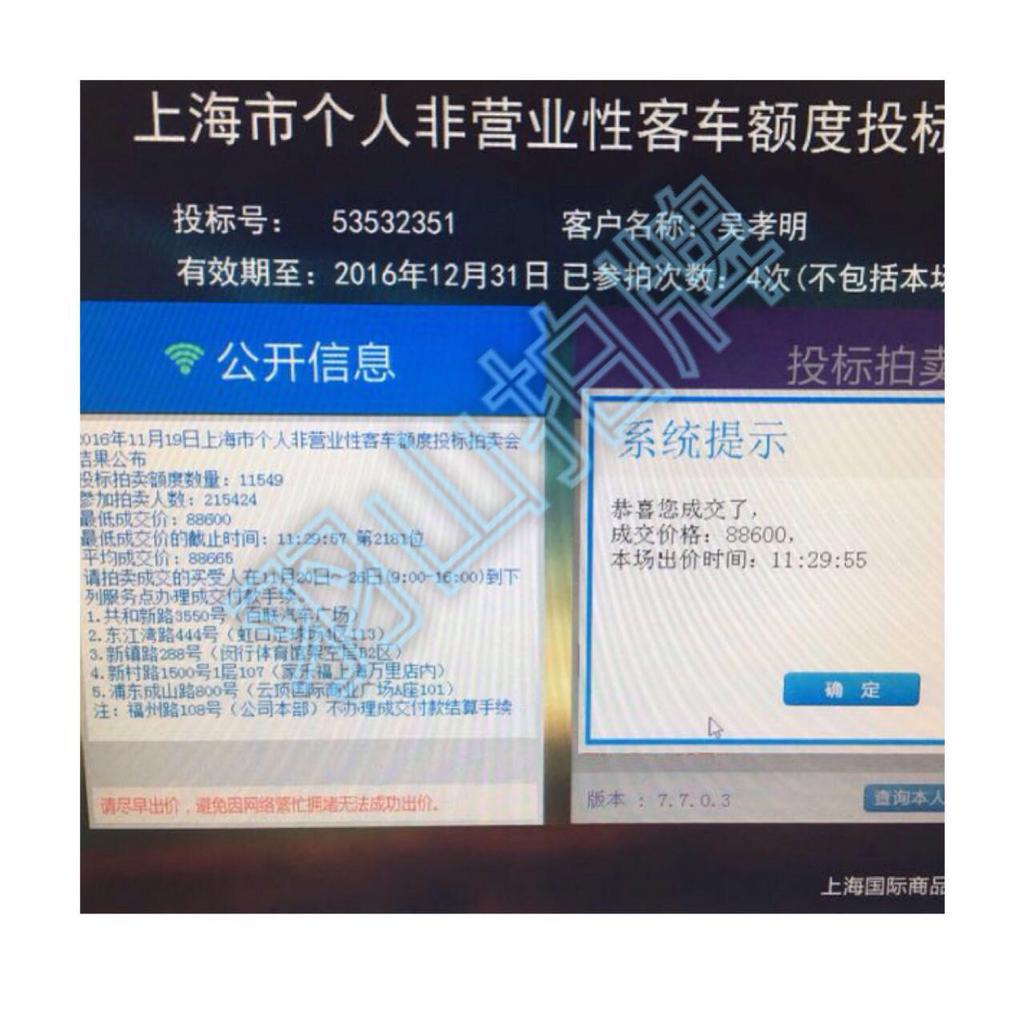 上海市个人非营业性客车额度投标
投标号： 53532351 客户名称：吴孝明
有效期至：2016年12月31日 已参拍次数：4次(不包括本场
公开信息
016年11月19日上海市个人非营业性客车额度投标拍卖会
结果公布
投标拍卖额度数量：11549
参加拍卖人数：215424
最低成交价：88600
最低成交价的截止时间：11:29:57 第2181位
平均成交价：88665
请拍卖成交的买受人在11月20日～26日(9:00-16:00)到下
列服务点办理成交付款手续。
1.共和新路3550号（百联汽车广场）
2.东江湾路444号（虹口足球场4区113）
3.新镇路288号（闵行体育馆架空层B2区）
4.新村路1500号1层107（家乐福上海万里店内）
5.浦东成山路800号（云顶国际商业广场A座101）
注：福州路108号（公司本部）不办理成交付款结算手续
请尽早出价，避免因网络繁忙拥堵无法成功出价。
投标拍卖
系统提示
恭喜您成交了，
成交价格：88600，
本场出价时间：11:29:55
确 定
版本：7.7.0.3
查询本人
上海国际商品
山拍牌